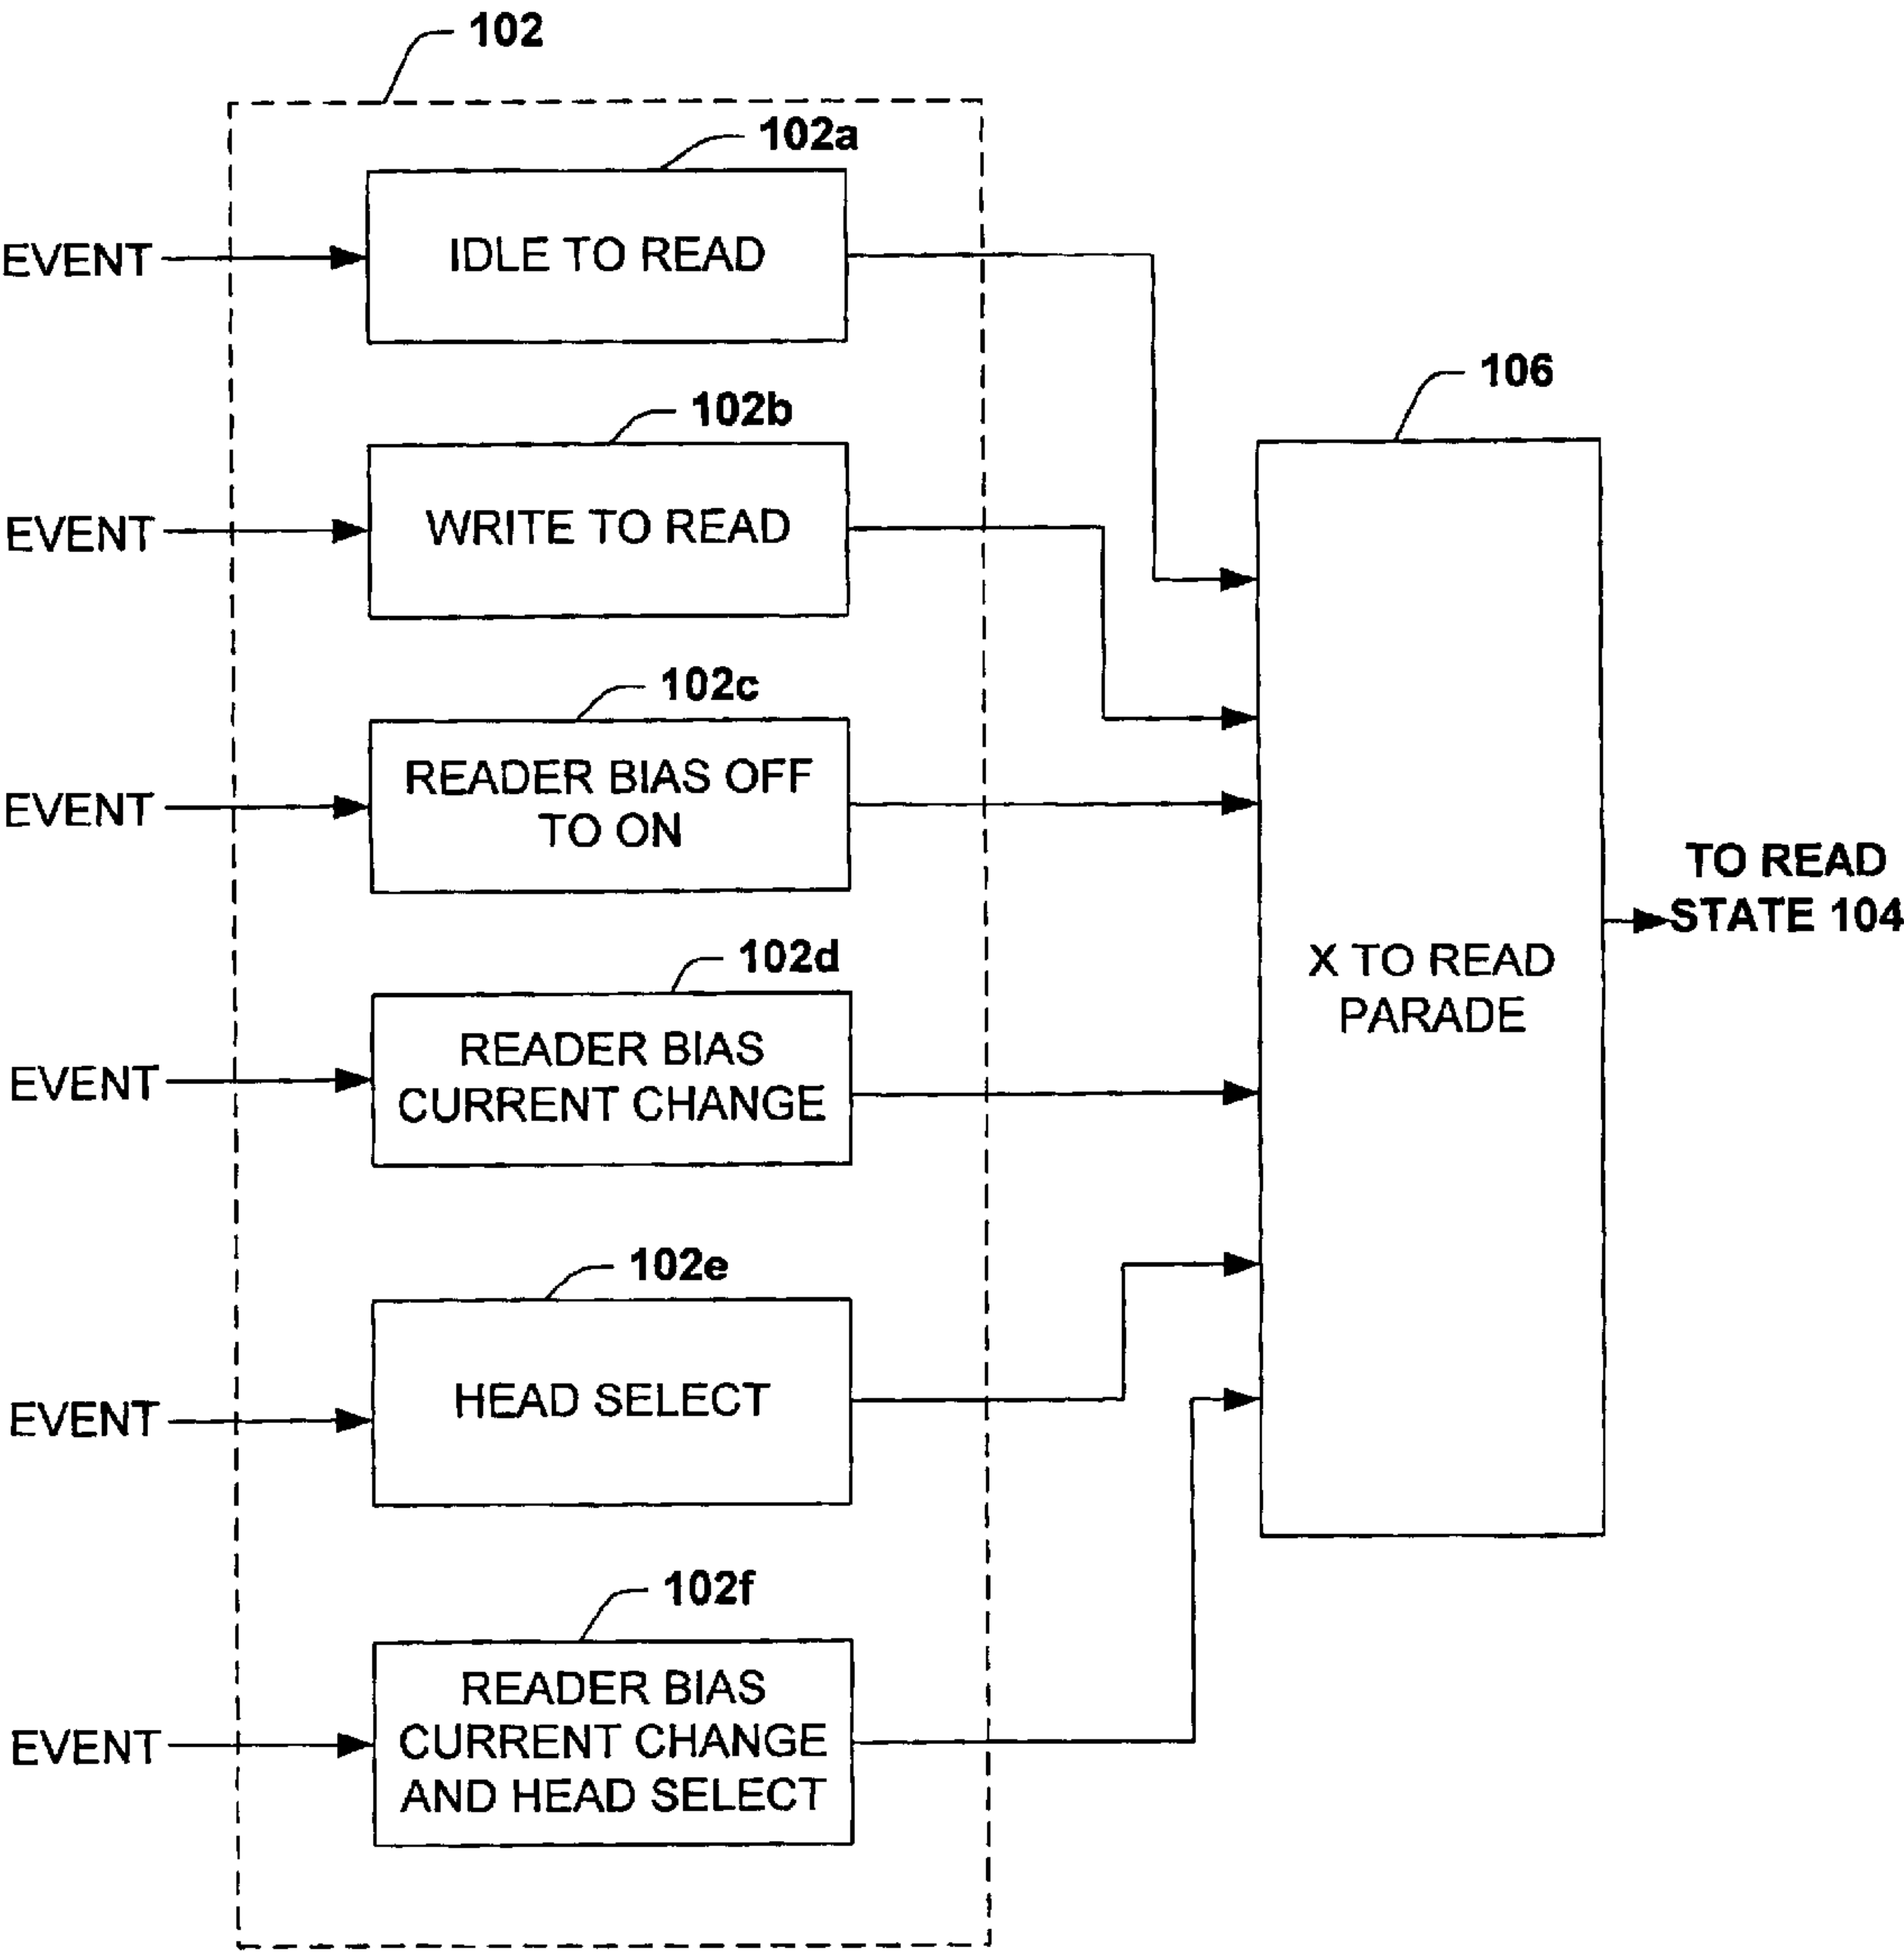 102
102a
EVENT
IDLE TO READ
106
102b
EVENT
WRITE TO READ
102c
EVENT
READER BIAS OFF
TO ON
TO READ
STATE 104
X TO READ
PARADE
102d
EVENT
READER BIAS
CURRENT CHANGE
102e
EVENT
HEAD SELECT
102f
EVENT
READER BIAS
CURRENT CHANGE
AND HEAD SELECT